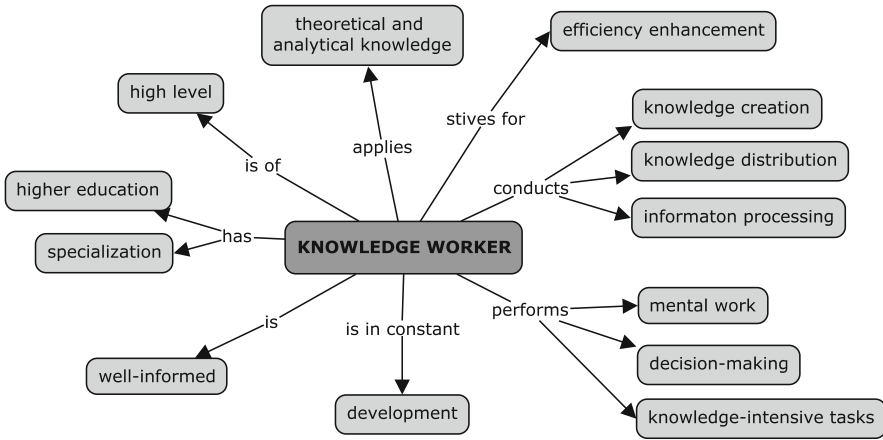 theoretical and
analytical knowledge
efficiency enhancement
high level
stives for
knowledge creation
applies
is of
knowledge distribution
conducts
higher education
informaton processing
has
specialization
KNOWLEDGE WORKER
mental work
performs
is
is in constant
decision-making
well-informed
development
knowledge-intensive tasks